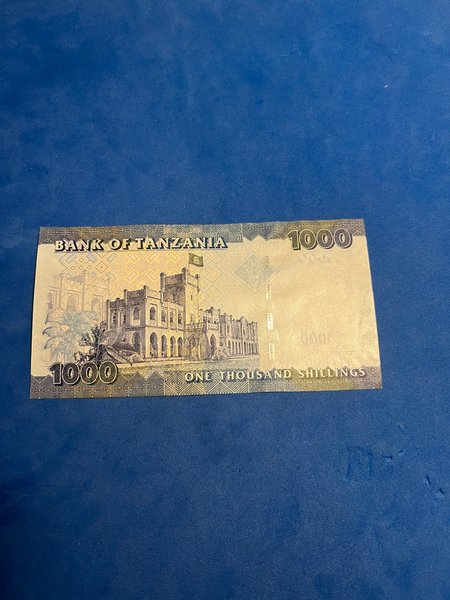 BANK OF TANZANIA 1000
1000 ONE THOUSAND SHILLINGS